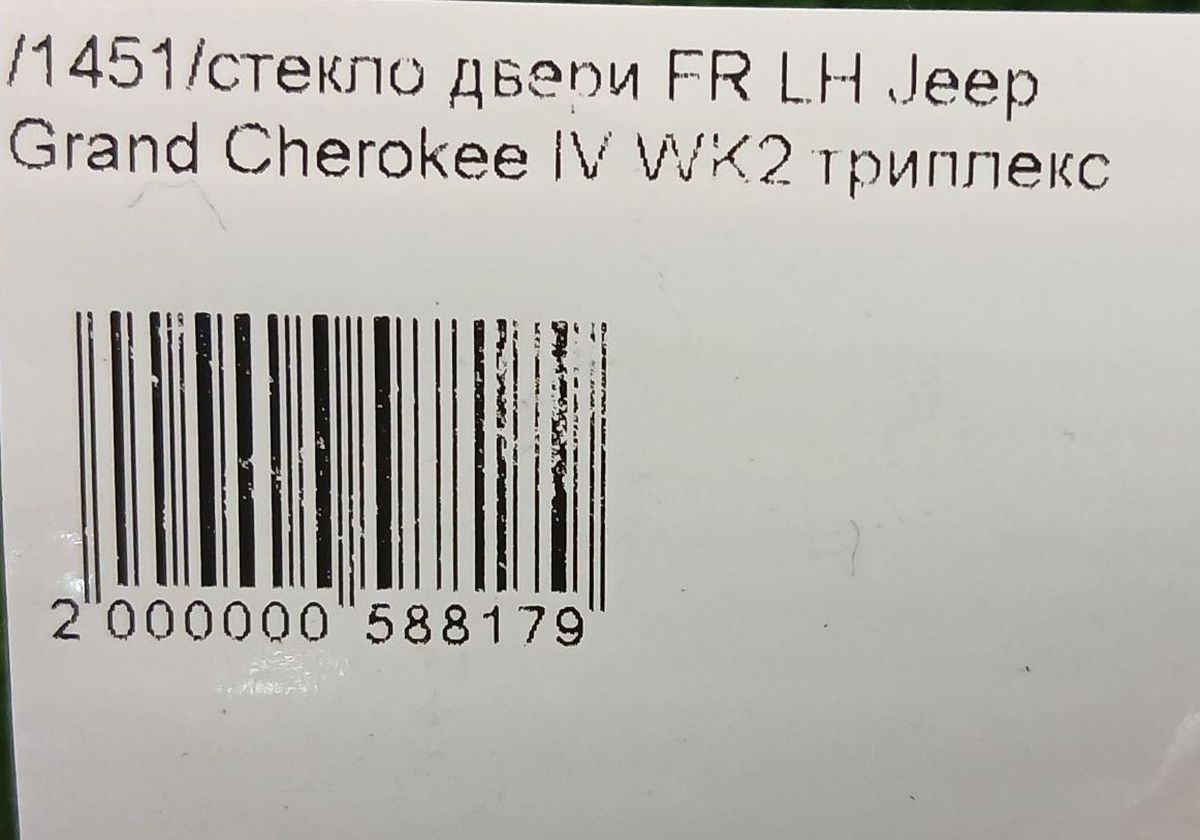 /1451/стекло двери FR LH Jeep
Grand Cherokee IV WK2 триплекс
2 000000 588179